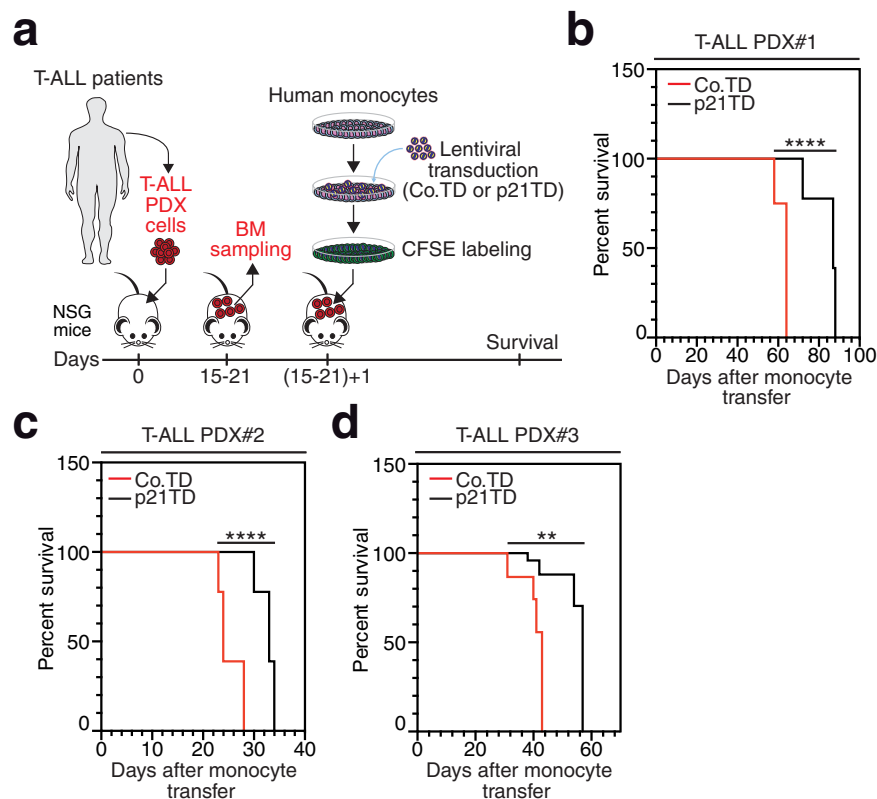 a
T-ALL patients
T-ALL
PDX
cells
BM
sampling
Human monocytes
Lentiviral
transduction
(Co.TD or p21TD)
CFSE labeling
NSG
mice
Survival
Days
0
15-21
(15-21)+1
b
T-ALL PDX#1
Co.TD
p21TD
****
Percent survival
150
100
50
0
0 20 40 60 80 100
Days after monocyte
transfer
c
T-ALL PDX#2
Co.TD
p21TD
****
Percent survival
150
100
50
0
0 10 20 30 40
Days after monocyte
transfer
d
T-ALL PDX#3
Co.TD
p21TD
**
Percent survival
150
100
50
0
0 20 40 60
Days after monocyte
transfer